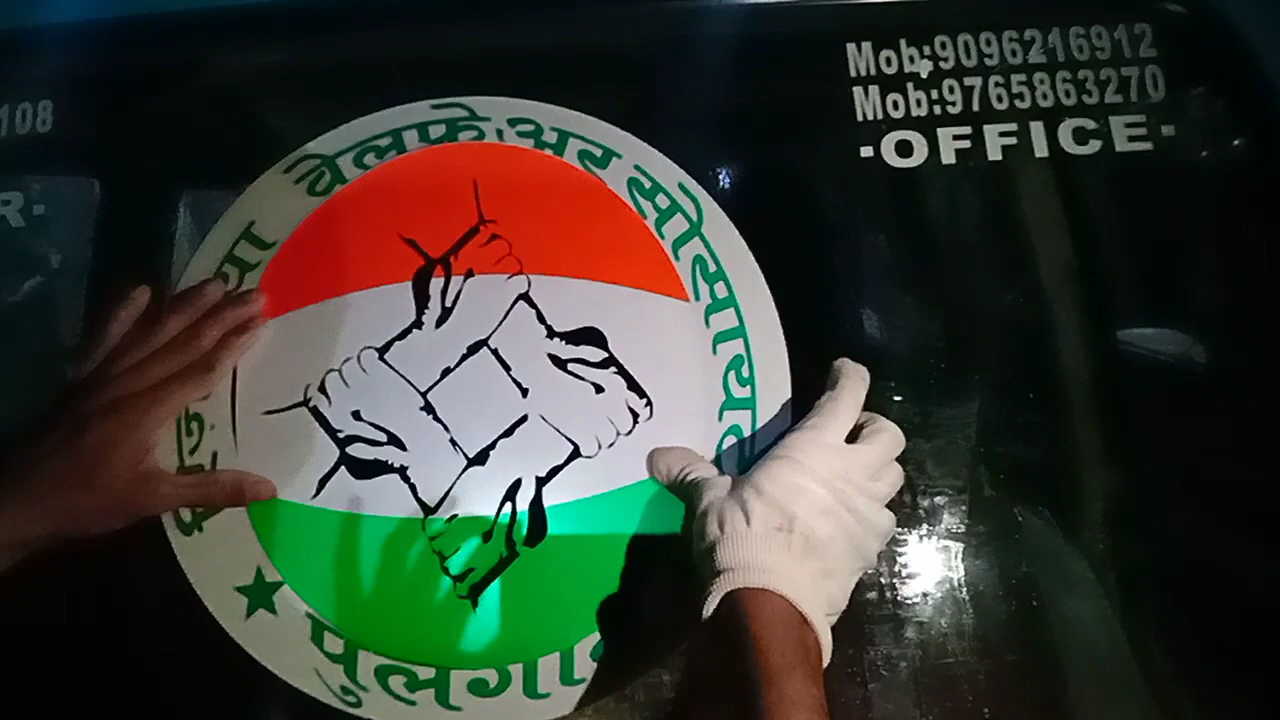 108
R.
Mob:9096216912
Mob:9765863270
·OFFICE·
वेलफेअर सोसायटी
पुलगाव